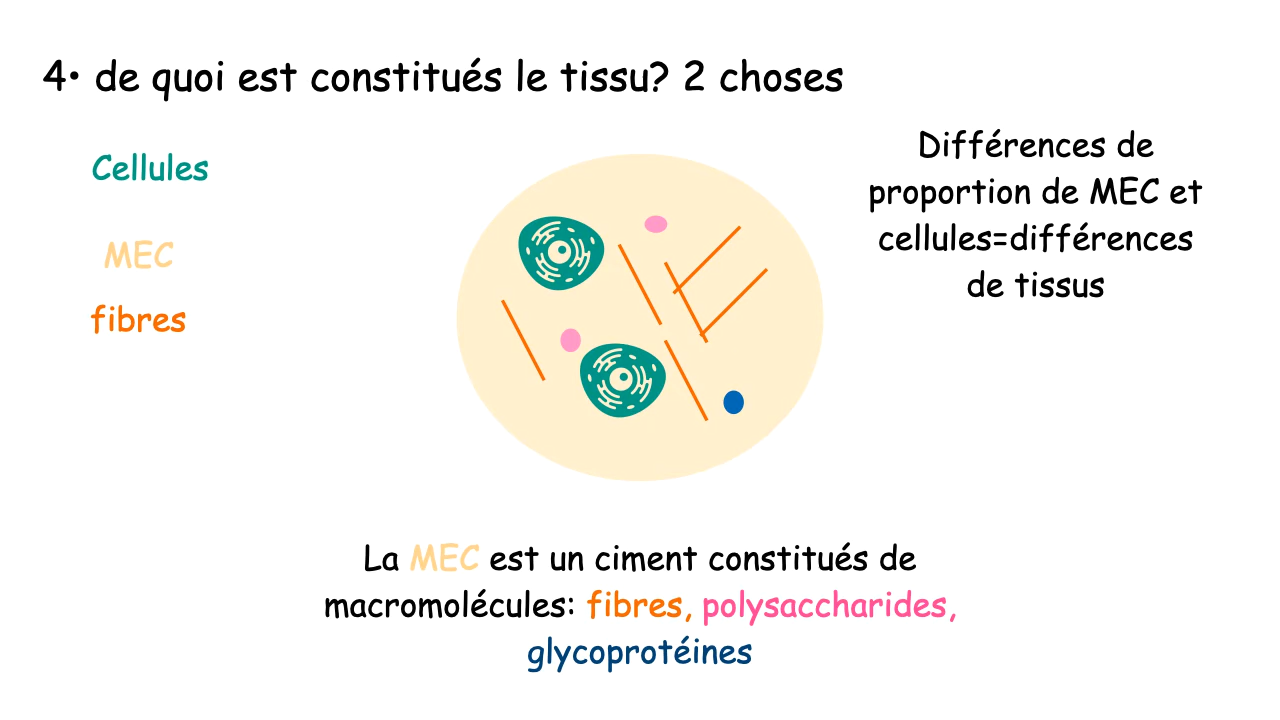 4• de quoi est constitués le tissu? 2 choses
Cellules
MEC
fibres
Différences de
proportion de MEC et
cellules=différences
de tissus
La MEC est un ciment constitués de
macromolécules: fibres, polysaccharides,
glycoprotéines